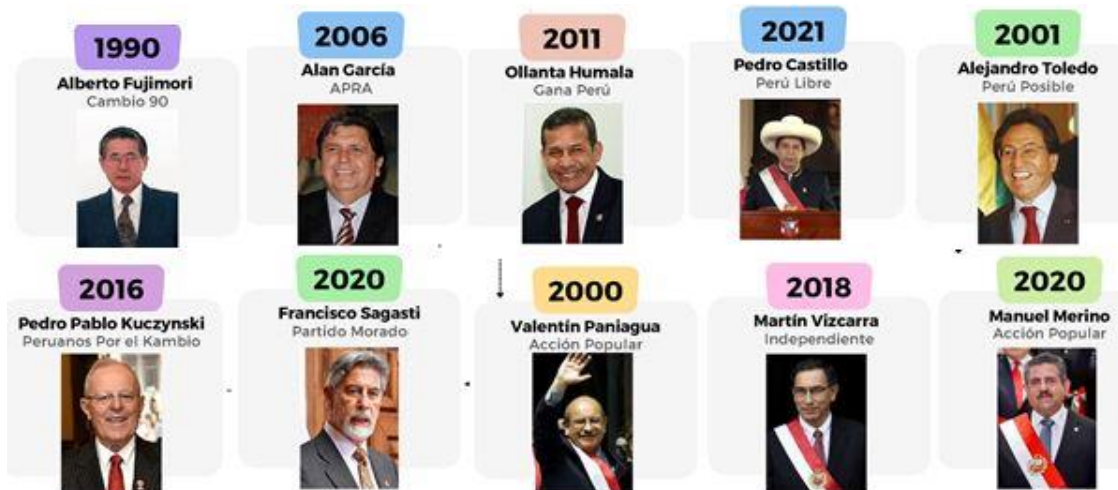 1990
Alberto Fujimori
Cambio 90
2006
Alan García
APRA
2011
Ollanta Humala
Gana Perú
2021
Pedro Castillo
Perú Libre
2001
Alejandro Toledo
Perú Posible
2016
Pedro Pablo Kuczynski
Peruanos Por el Kambio
2020
Francisco Sagasti
Partido Morado
2000
Valentín Paniagua
Acción Popular
2018
Martín Vizcarra
Independiente
2020
Manuel Merino
Acción Popular